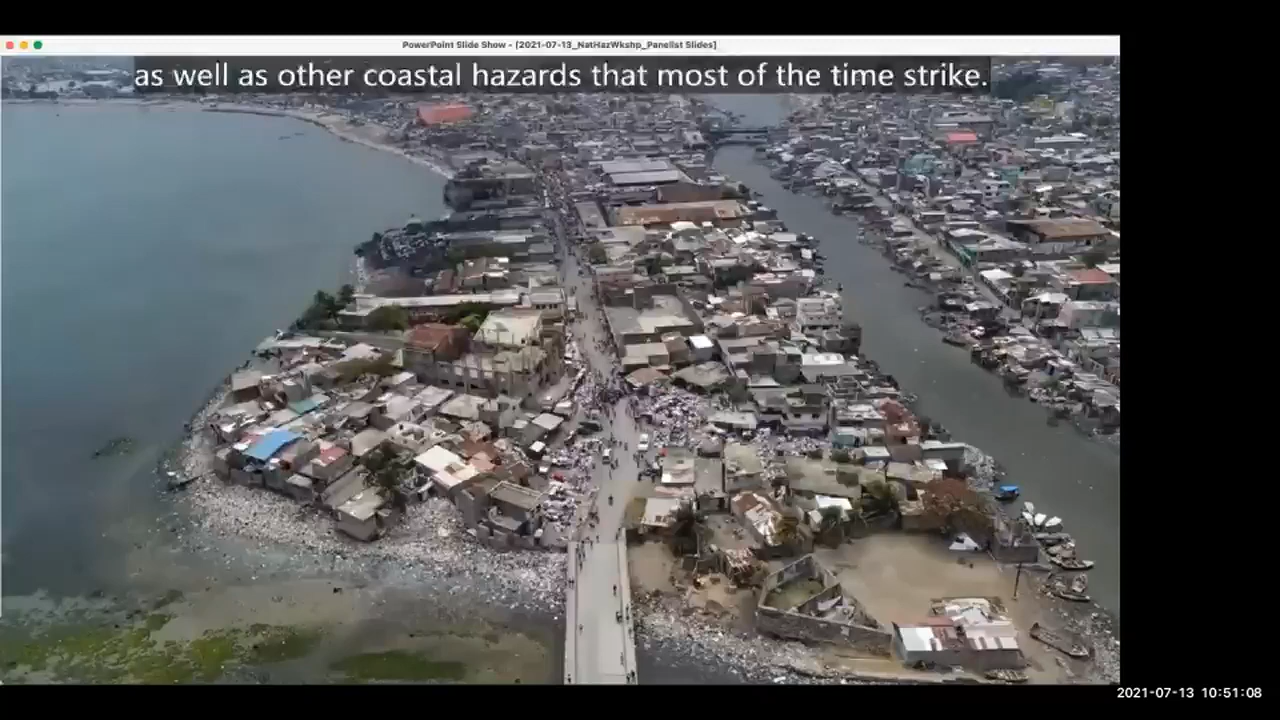 PowerPoint Slide Show - [2021-07-13_NatHazWkshp_Panelist Slides]
as well as other coastal hazards that most of the time strike.
2021-07-13 10:51:08